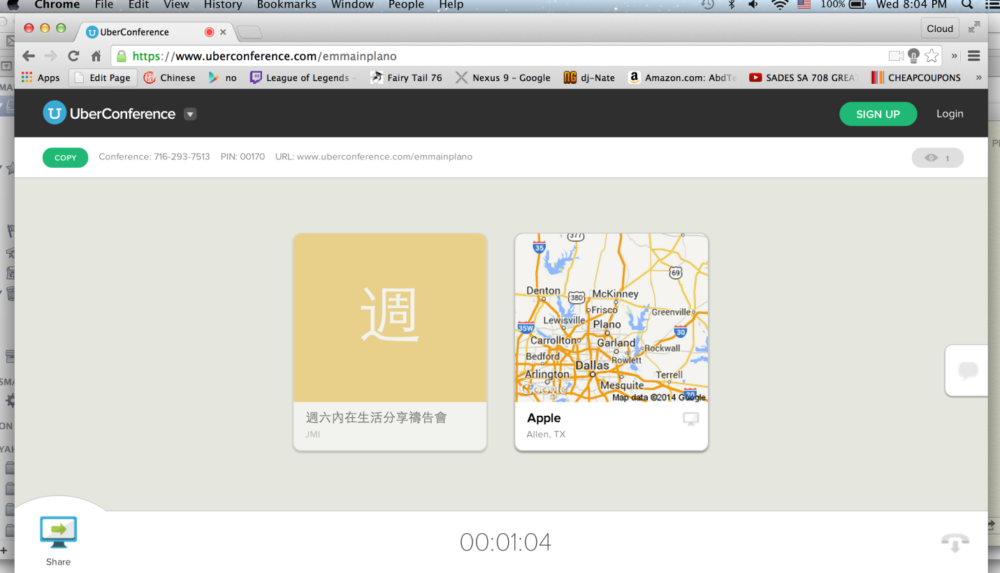 Chrome File Edit View History Bookmarks Window People Help 100% Wed 8:04 PM
UberConference Cloud
https://www.uberconference.com/emmainplano
Apps Edit Page Chinese no League of Legends - Fairy Tail 76 Nexus 9 - Google dj-Nate Amazon.com: AbdTe SADES SA 708 GREAT CHEAPCOUPONS »
U UberConference SIGN UP Login
COPY Conference: 716-293-7513 PIN: 00170 URL: www.uberconference.com/emmainplano 1
週
377
35
69
Denton 380 McKinney
Frisco Greenville
Lewisville Plano
35W 30
Carrollton Garland Rockwall
Bedford Rowlett
Dallas
Arlington Terrell
Mesquite
Google 20
Map data ©2014 Google
週六內在生活分享禱告會
JMI
Apple
Allen, TX
00:01:04
Share